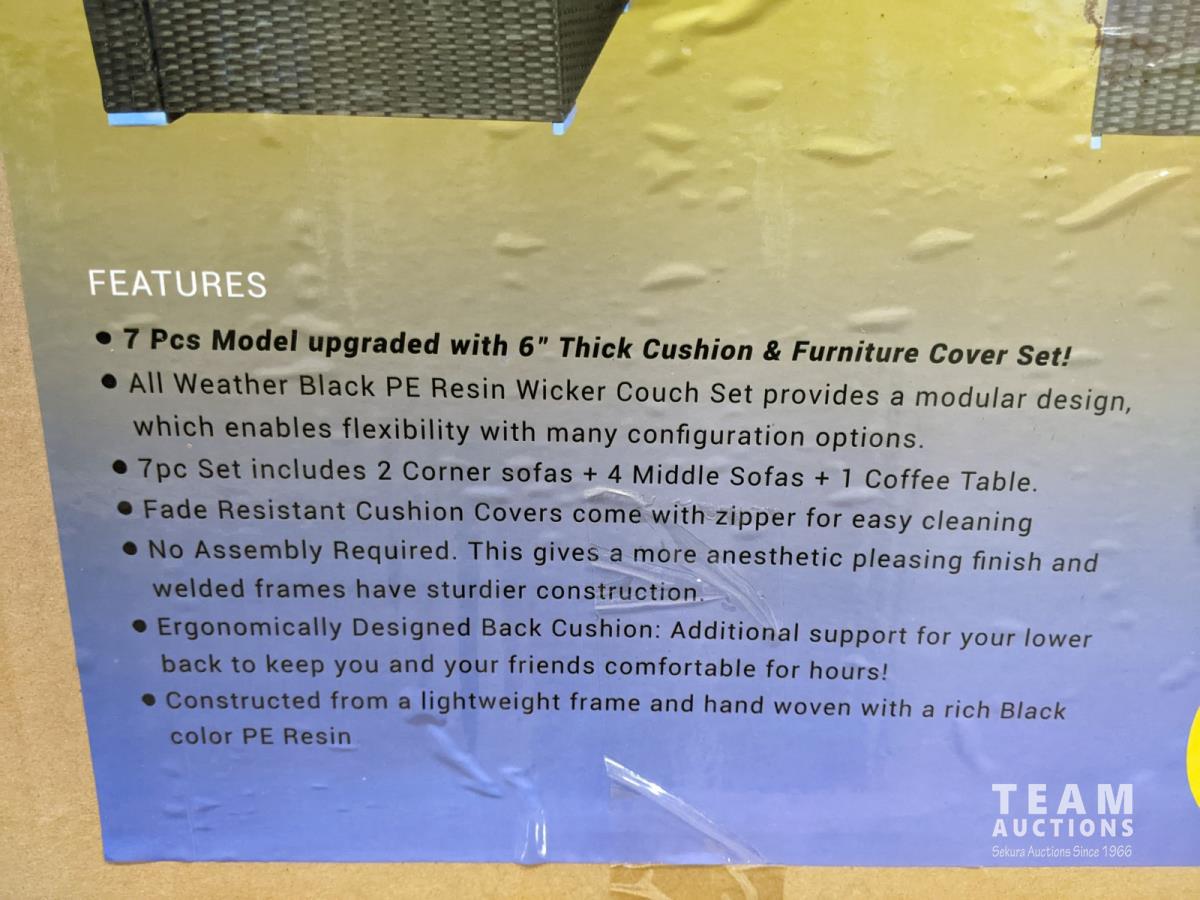 FEATURES
• 7 Pcs Model upgraded with 6" Thick Cushion & Furniture Cover Set!
• All Weather Black PE Resin Wicker Couch Set provides a modular design,
which enables flexibility with many configuration options.
• 7pc Set includes 2 Corner sofas + 4 Middle Sofas + 1 Coffee Table.
• Fade Resistant Cushion Covers come with zipper for easy cleaning
• No Assembly Required. This gives a more anesthetic pleasing finish and
welded frames have sturdier construction.
• Ergonomically Designed Back Cushion: Additional support for your lower
back to keep you and your friends comfortable for hours!
• Constructed from a lightweight frame and hand woven with a rich Black
color PE Resin
TEAM
AUCTIONS
Sekura Auctions Since 1966